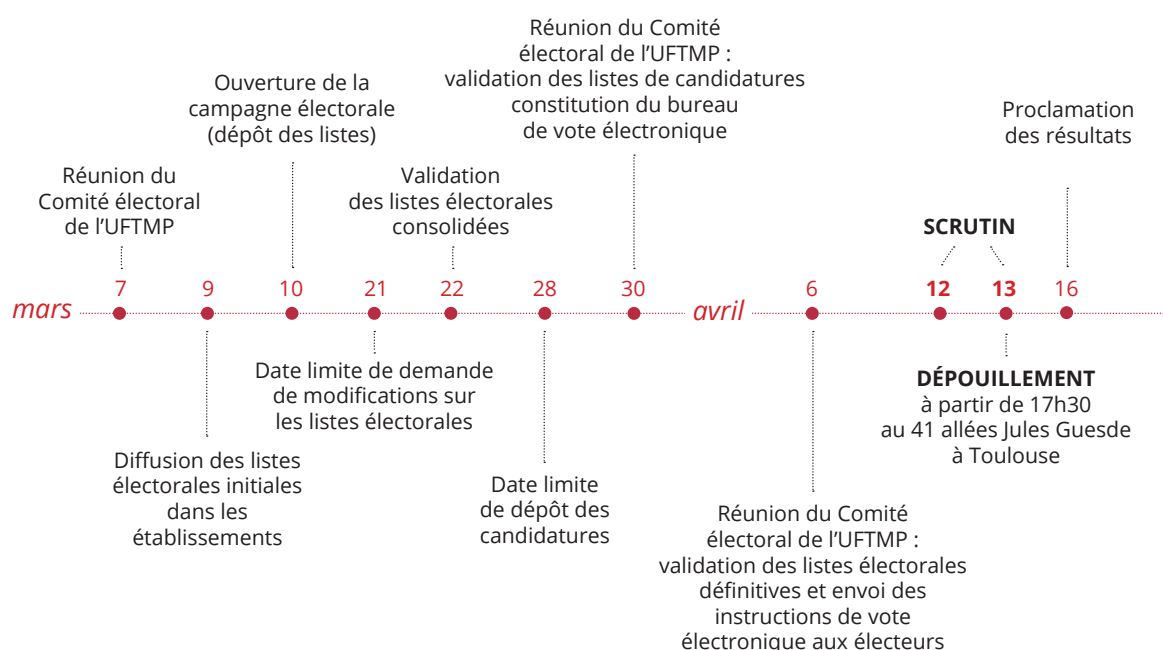 Réunion du Comité
électoral de l'UFTMP :
validation des listes de candidatures
constitution du bureau
de vote électronique
Ouverture de la
campagne électorale
(dépôt des listes)
Proclamation
des résultats
Réunion du
Comité électoral
de l'UFTMP
Validation
des listes électorales
consolidées
SCRUTIN
mars 7 9 10 21 22 28 30 avril 6 12 13 16
Date limite de demande
de modifications sur
les listes électorales
DÉPOUILLEMENT
à partir de 17h30
au 41 allées Jules Guesde
à Toulouse
Diffusion des listes
électorales initiales
dans les
établissements
Date limite
de dépôt des
candidatures
Réunion du Comité
électoral de l'UFTMP :
validation des listes électorales
définitives et envoi des
instructions de vote
électronique aux électeurs